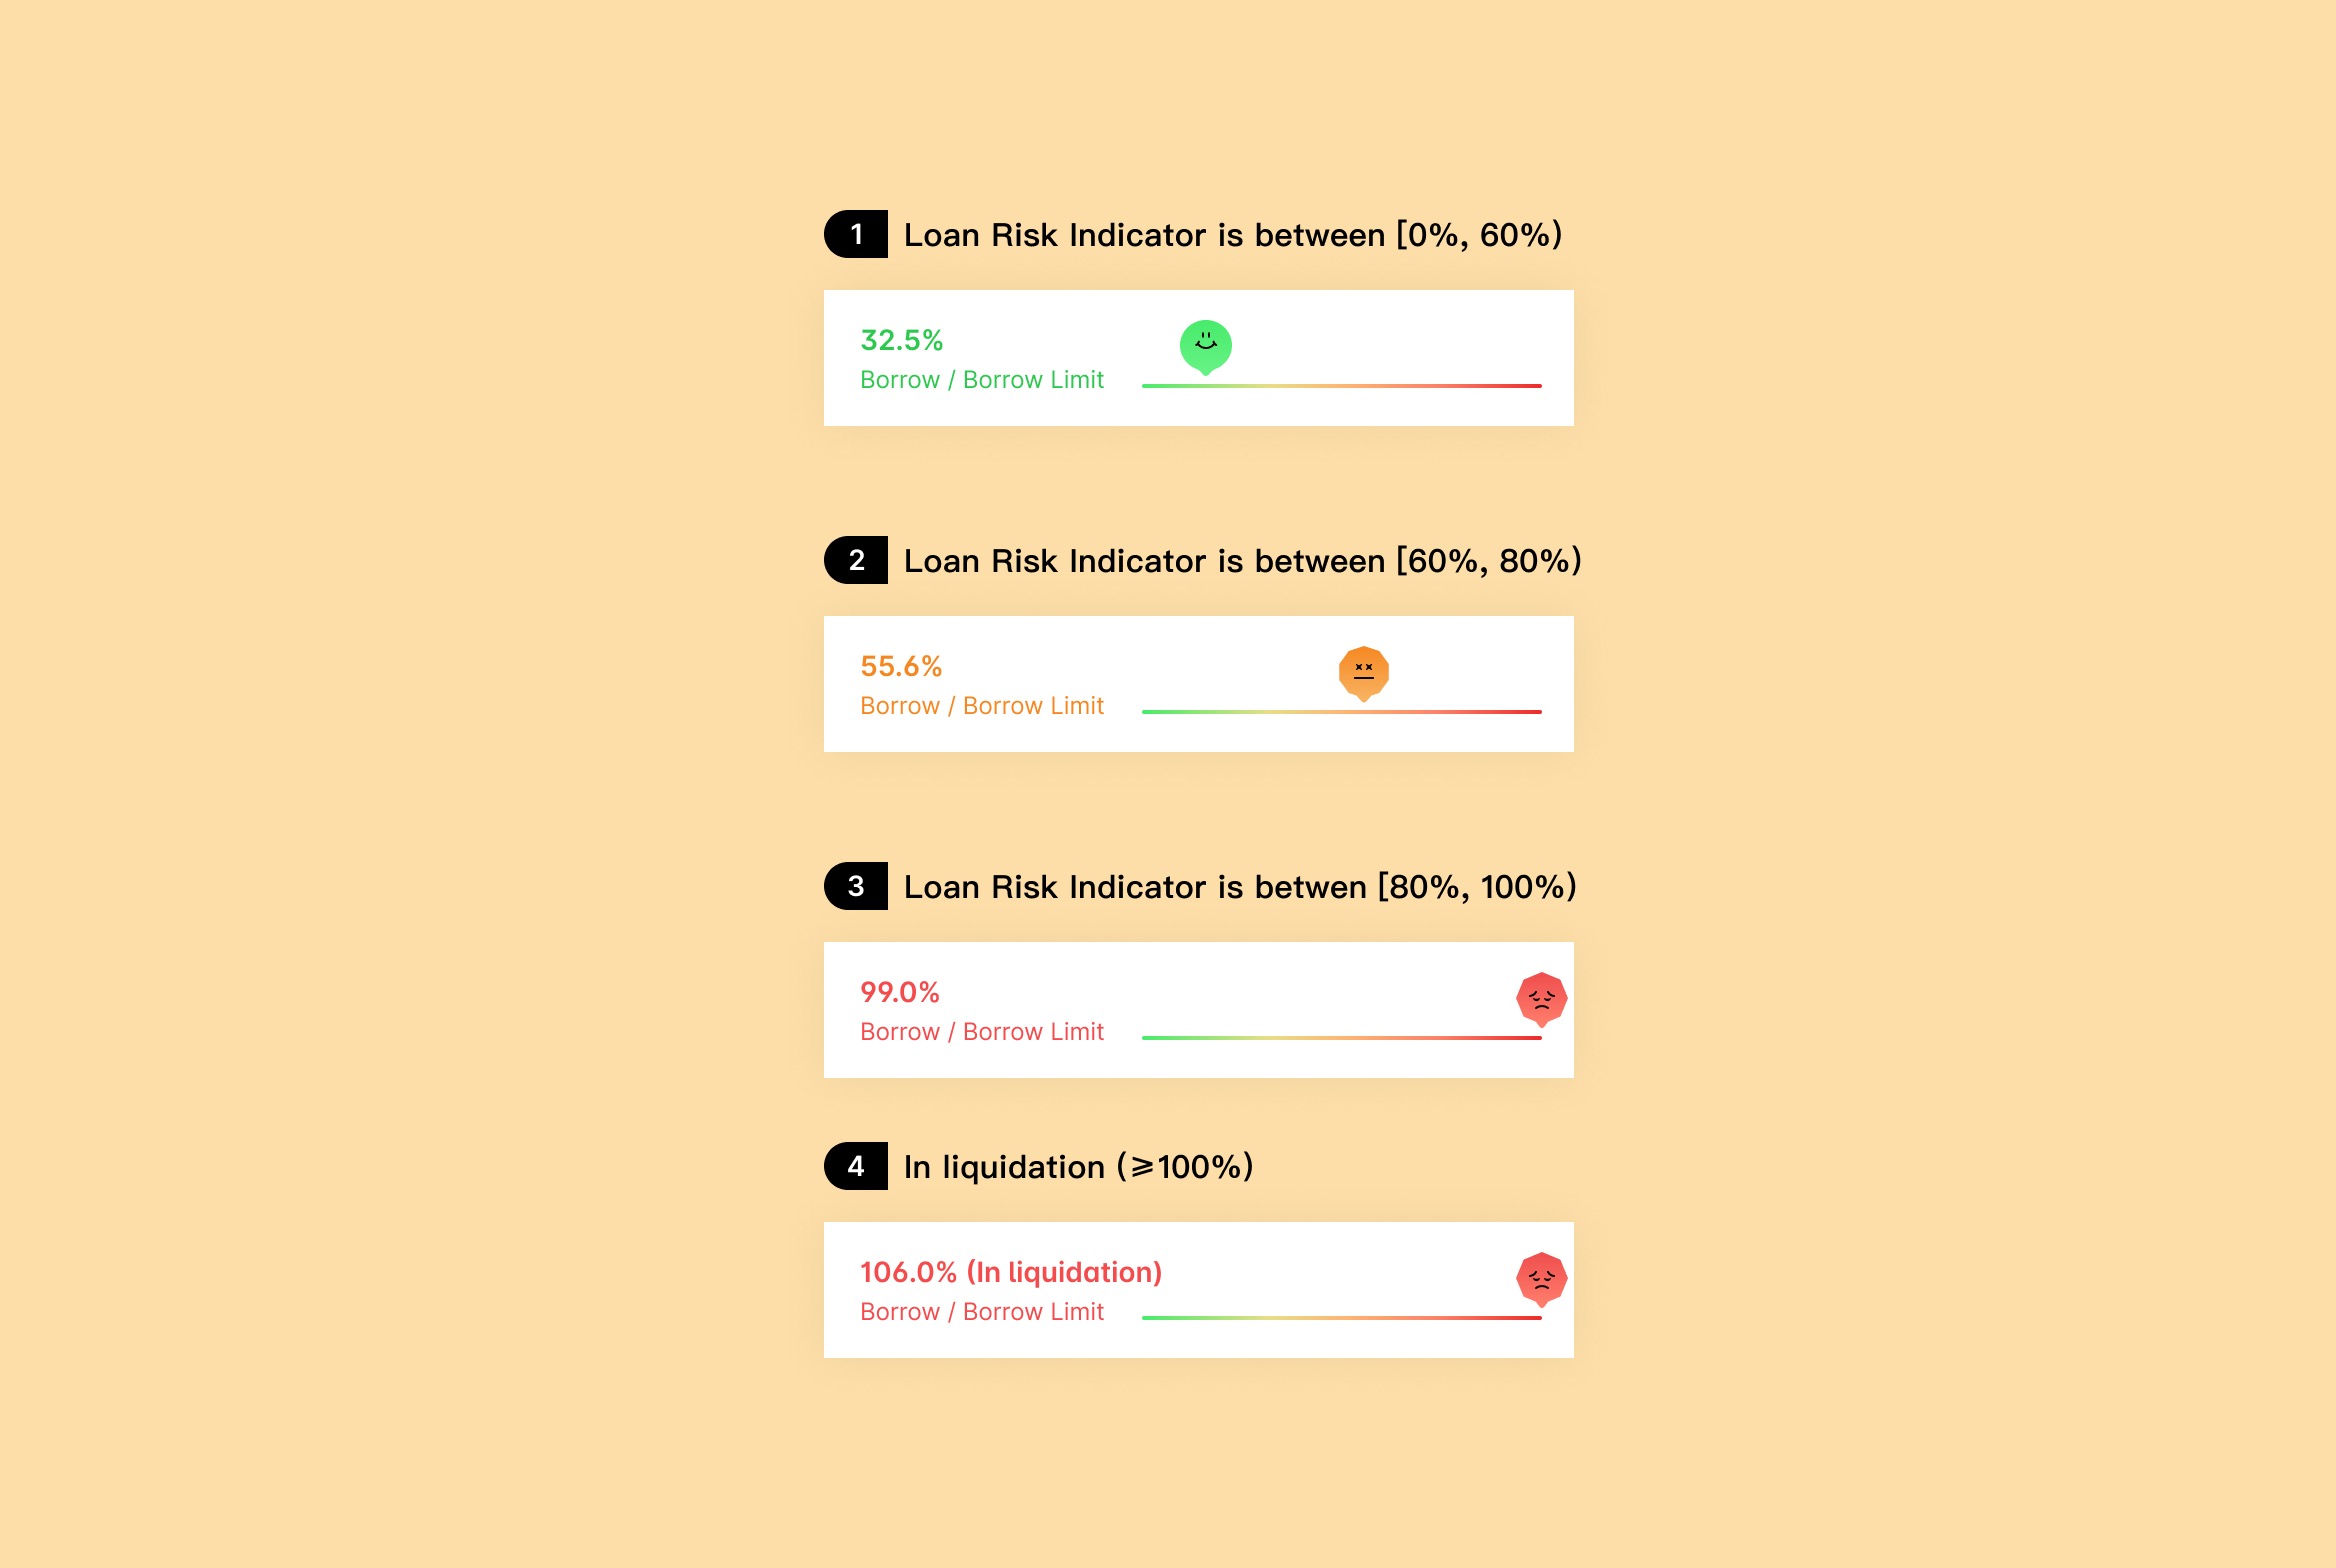 1 Loan Risk Indicator is between [0%, 60%)
32.5%
Borrow / Borrow Limit
2 Loan Risk Indicator is between [60%, 80%)
55.6%
Borrow / Borrow Limit
3 Loan Risk Indicator is betwen [80%, 100%)
99.0%
Borrow / Borrow Limit
4 In liquidation (⩾100%)
106.0% (In liquidation)
Borrow / Borrow Limit